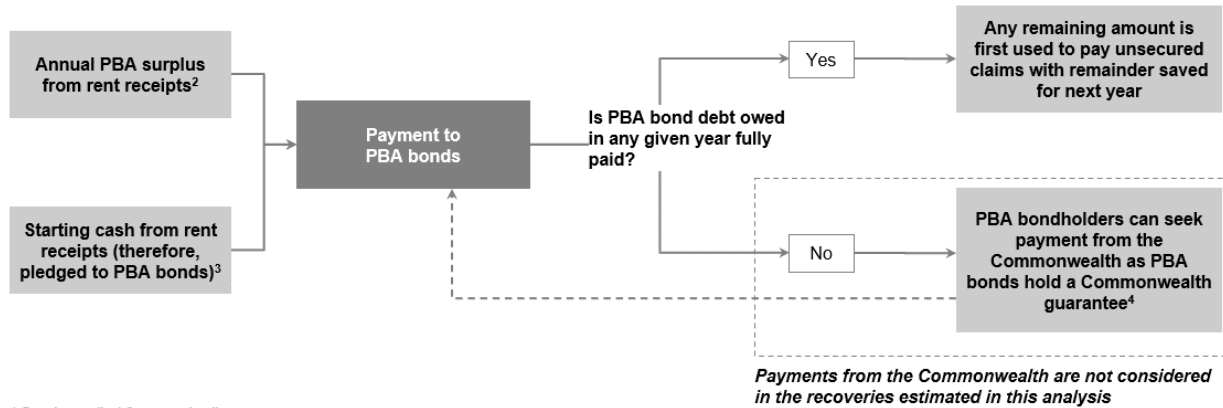 Annual PBA surplus
from rent receipts²
Starting cash from rent
receipts (therefore,
pledged to PBA bonds)³
Payment to
PBA bonds
Is PBA bond debt owed
in any given year fully
paid?
Yes
Any remaining amount is
first used to pay unsecured
claims with remainder saved
for next year
No
PBA bondholders can seek
payment from the
Commonwealth as PBA
bonds hold a Commonwealth
guarantee⁴
Payments from the Commonwealth are not considered
in the recoveries estimated in this analysis